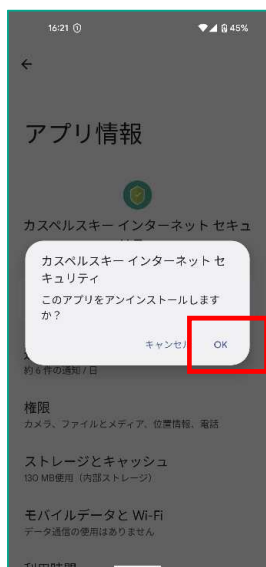 16:21
45%
アプリ情報
カスペルスキー インターネット セキュ
カスペルスキー インターネット セ
キュリティ
このアプリをアンインストールします
か？
キャンセル OK
約 6 件の通知 / 日
権限
カメラ、ファイルとメディア、位置情報、電話
ストレージとキャッシュ
130 MB使用（内部ストレージ）
モバイルデータと Wi-Fi
データ通信の使用はありません